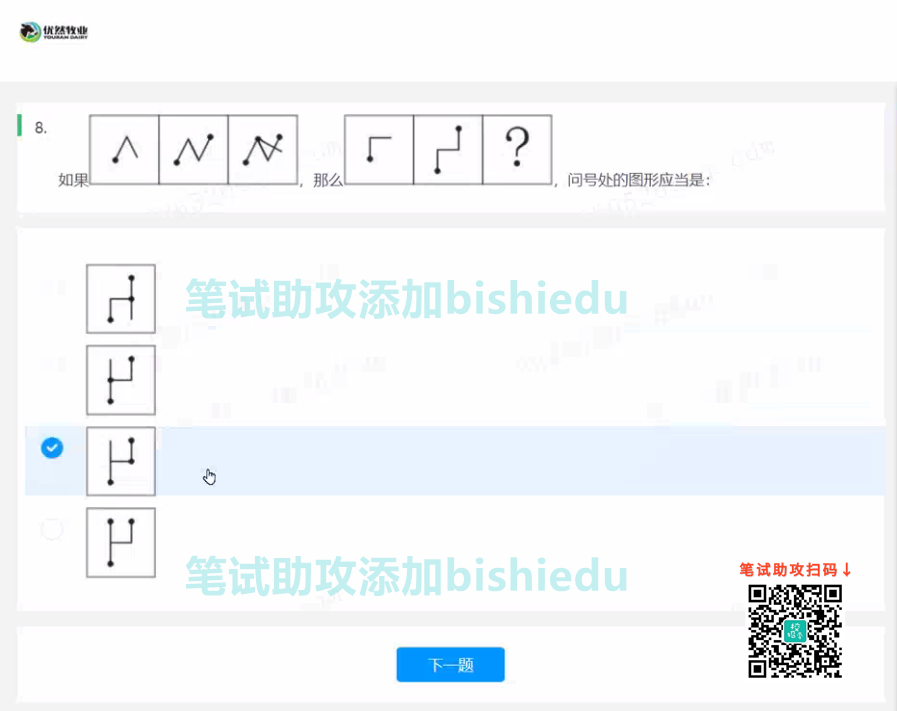 优然牧业
YOURAN DAIRY
8.
如果 ，那么 ? ，问号处的图形应当是：
笔试助攻添加bishiedu
笔试助攻添加bishiedu
笔试助攻扫码↓
下一题